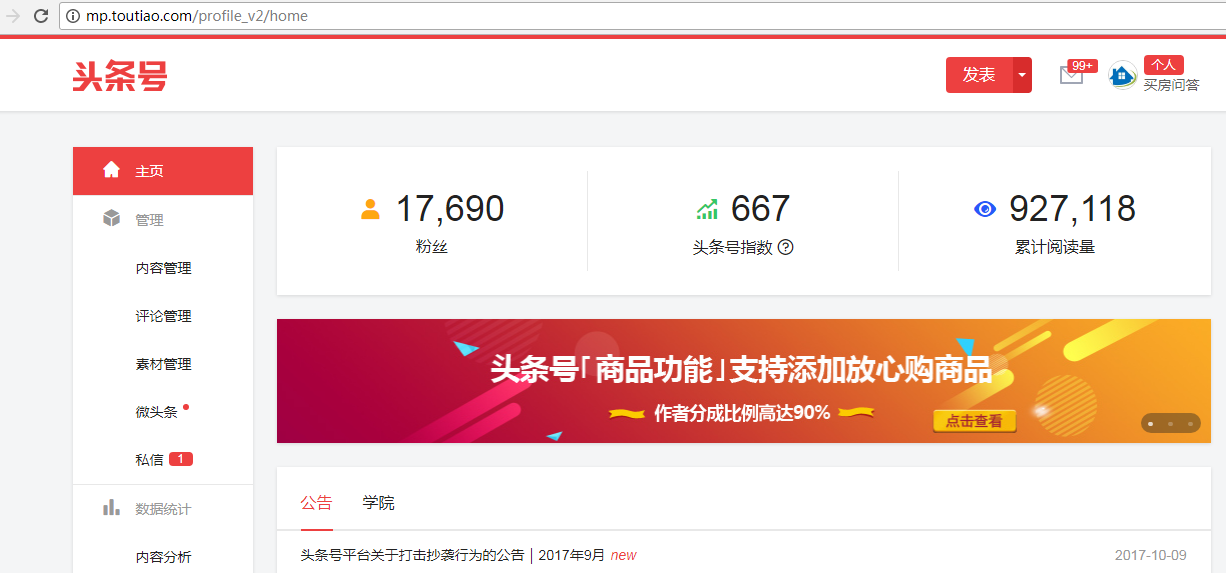 mp.toutiao.com/profile_v2/home
头条号
发表
99+
个人
买房问答
主页
管理
内容管理
评论管理
素材管理
微头条
私信 1
数据统计
内容分析
17,690
粉丝
667
头条号指数
927,118
累计阅读量
头条号「商品功能」支持添加放心购商品
作者分成比例高达90%
点击查看
公告 学院
头条号平台关于打击抄袭行为的公告 | 2017年9月 new 2017-10-09